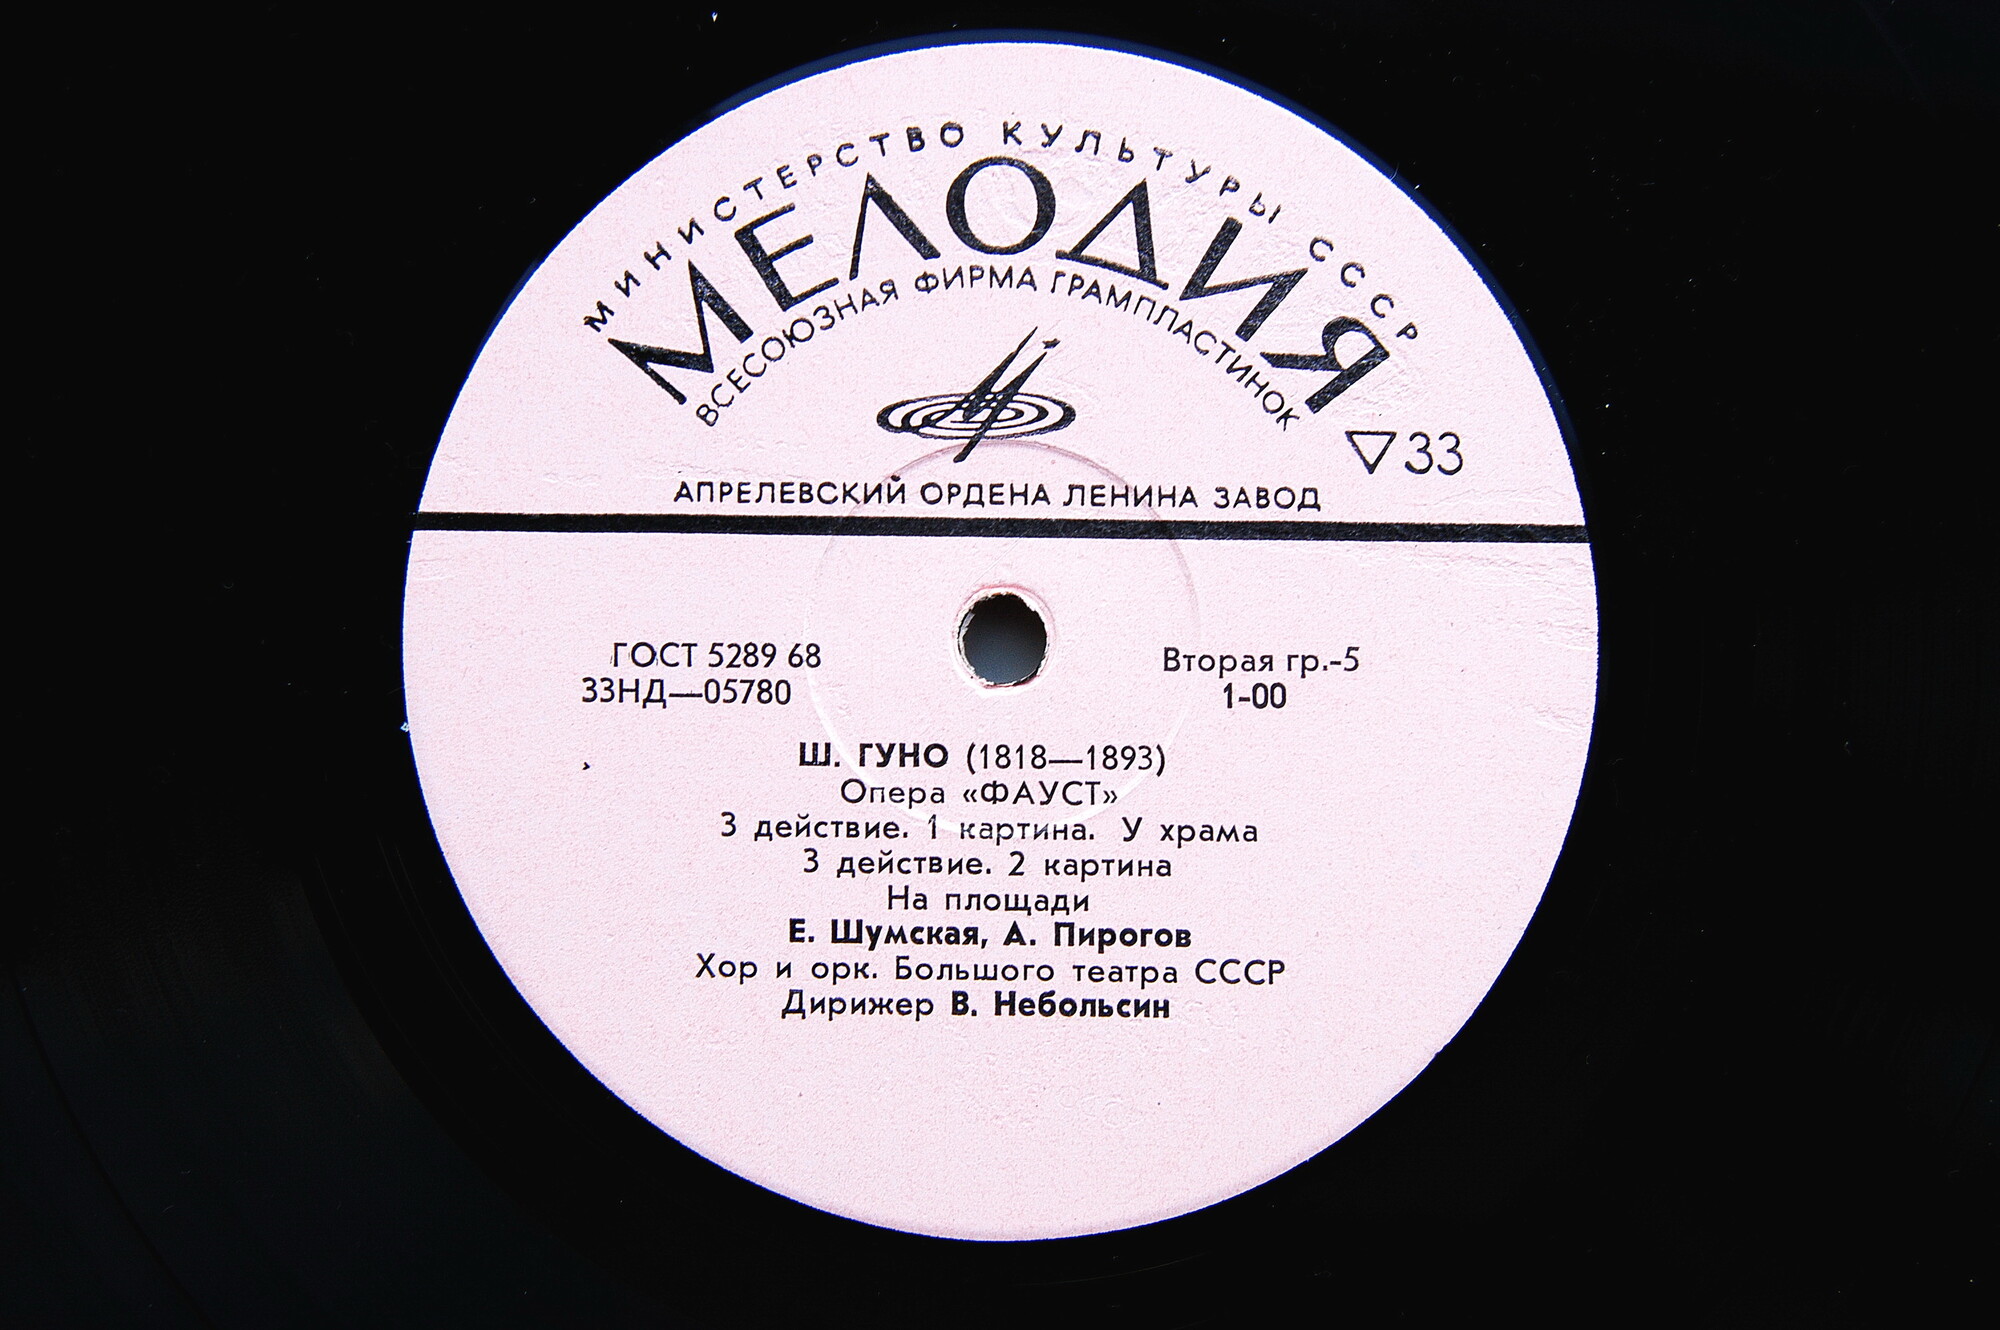 МИНИСТЕРСТВО КУЛЬТУРЫ СССР
МЕЛОДИЯ
ВСЕСОЮЗНАЯ ФИРМА ГРАМПЛАСТИНОК
▽33
АПРЕЛЕВСКИЙ ОРДЕНА ЛЕНИНА ЗАВОД
ГОСТ 5289 68
33НД—05780
Вторая гр.-5
1-00
Ш. ГУНО (1818—1893)
Опера «ФАУСТ»
3 действие. 1 картина. У храма
3 действие. 2 картина
На площади
Е. Шумская, А. Пирогов
Хор и орк. Большого театра СССР
Дирижер В. Небольсин